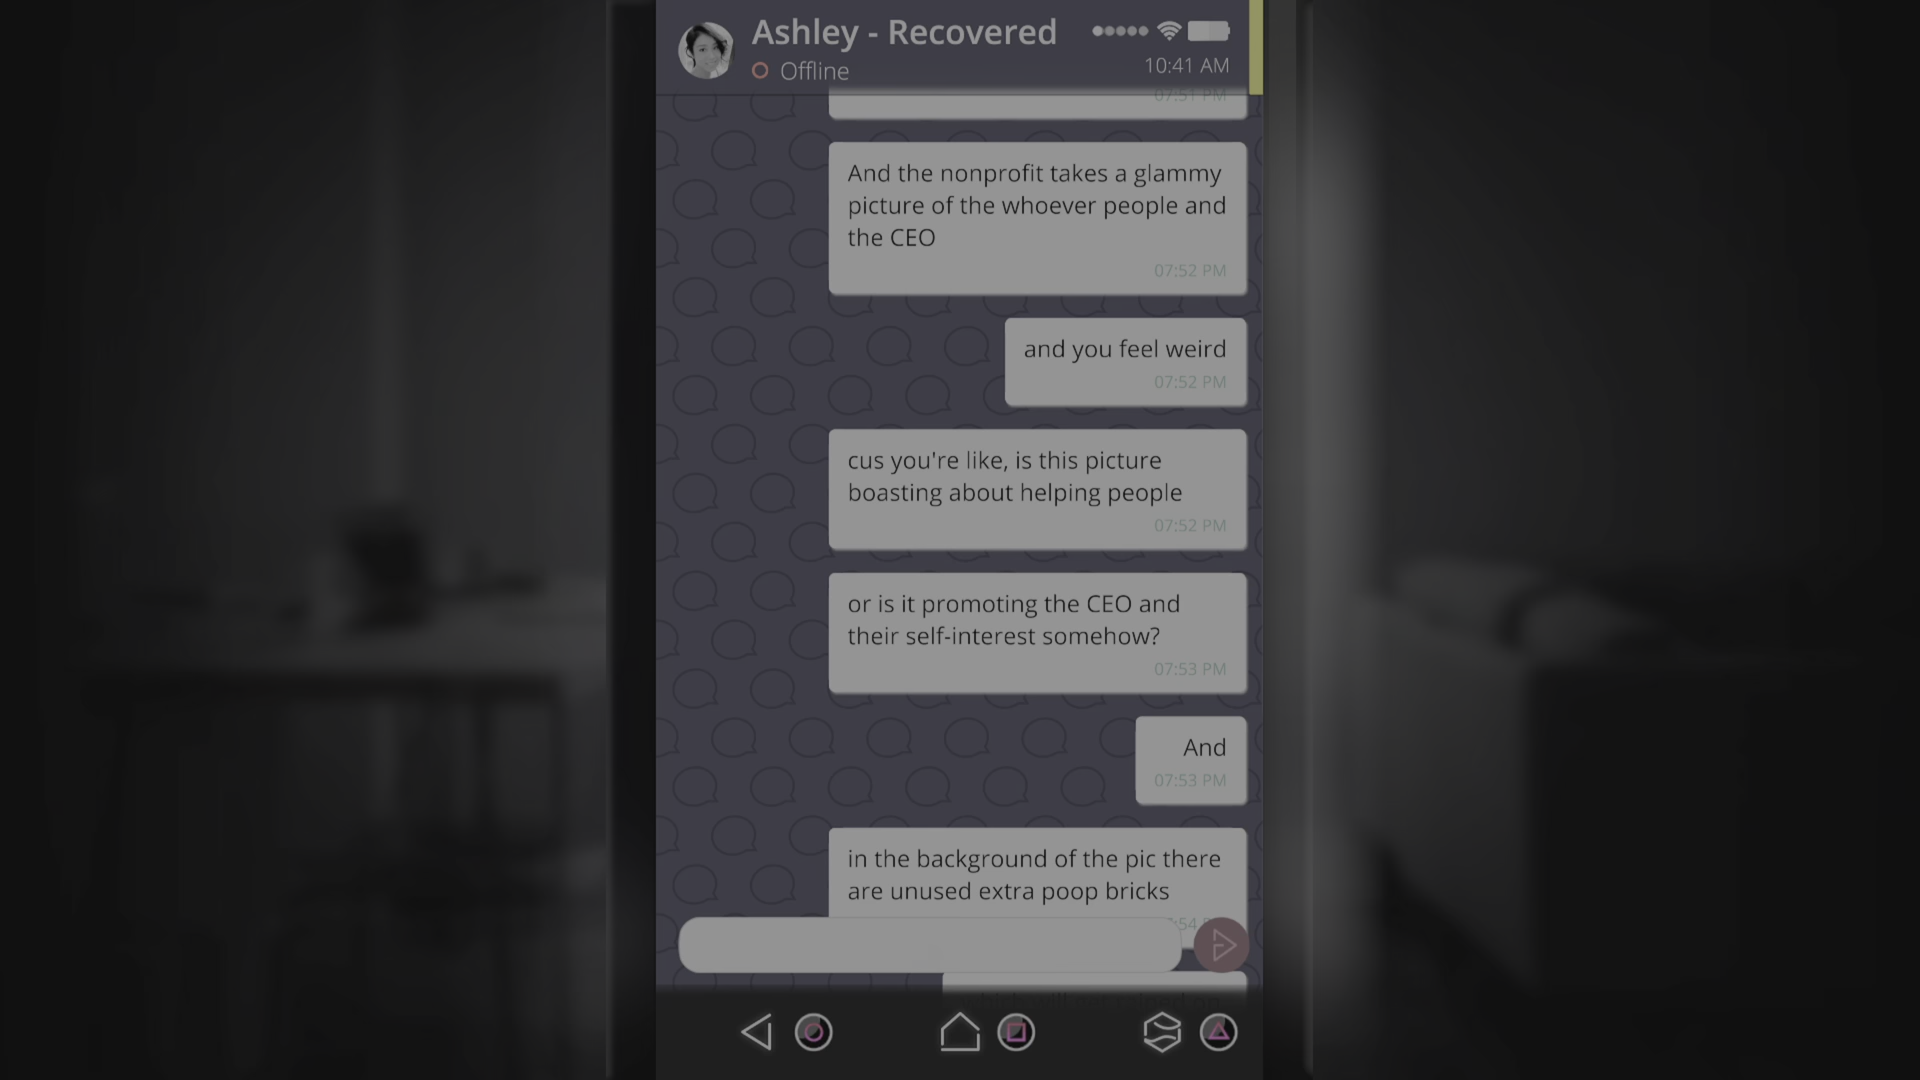 Ashley - Recovered
Offline
10:41 AM
07:51 PM
And the nonprofit takes a glammy
picture of the whoever people and
the CEO
07:52 PM
and you feel weird
07:52 PM
cus you're like, is this picture
boasting about helping people
07:52 PM
or is it promoting the CEO and
their self-interest somehow?
07:53 PM
And
07:53 PM
in the background of the pic there
are unused extra poop bricks